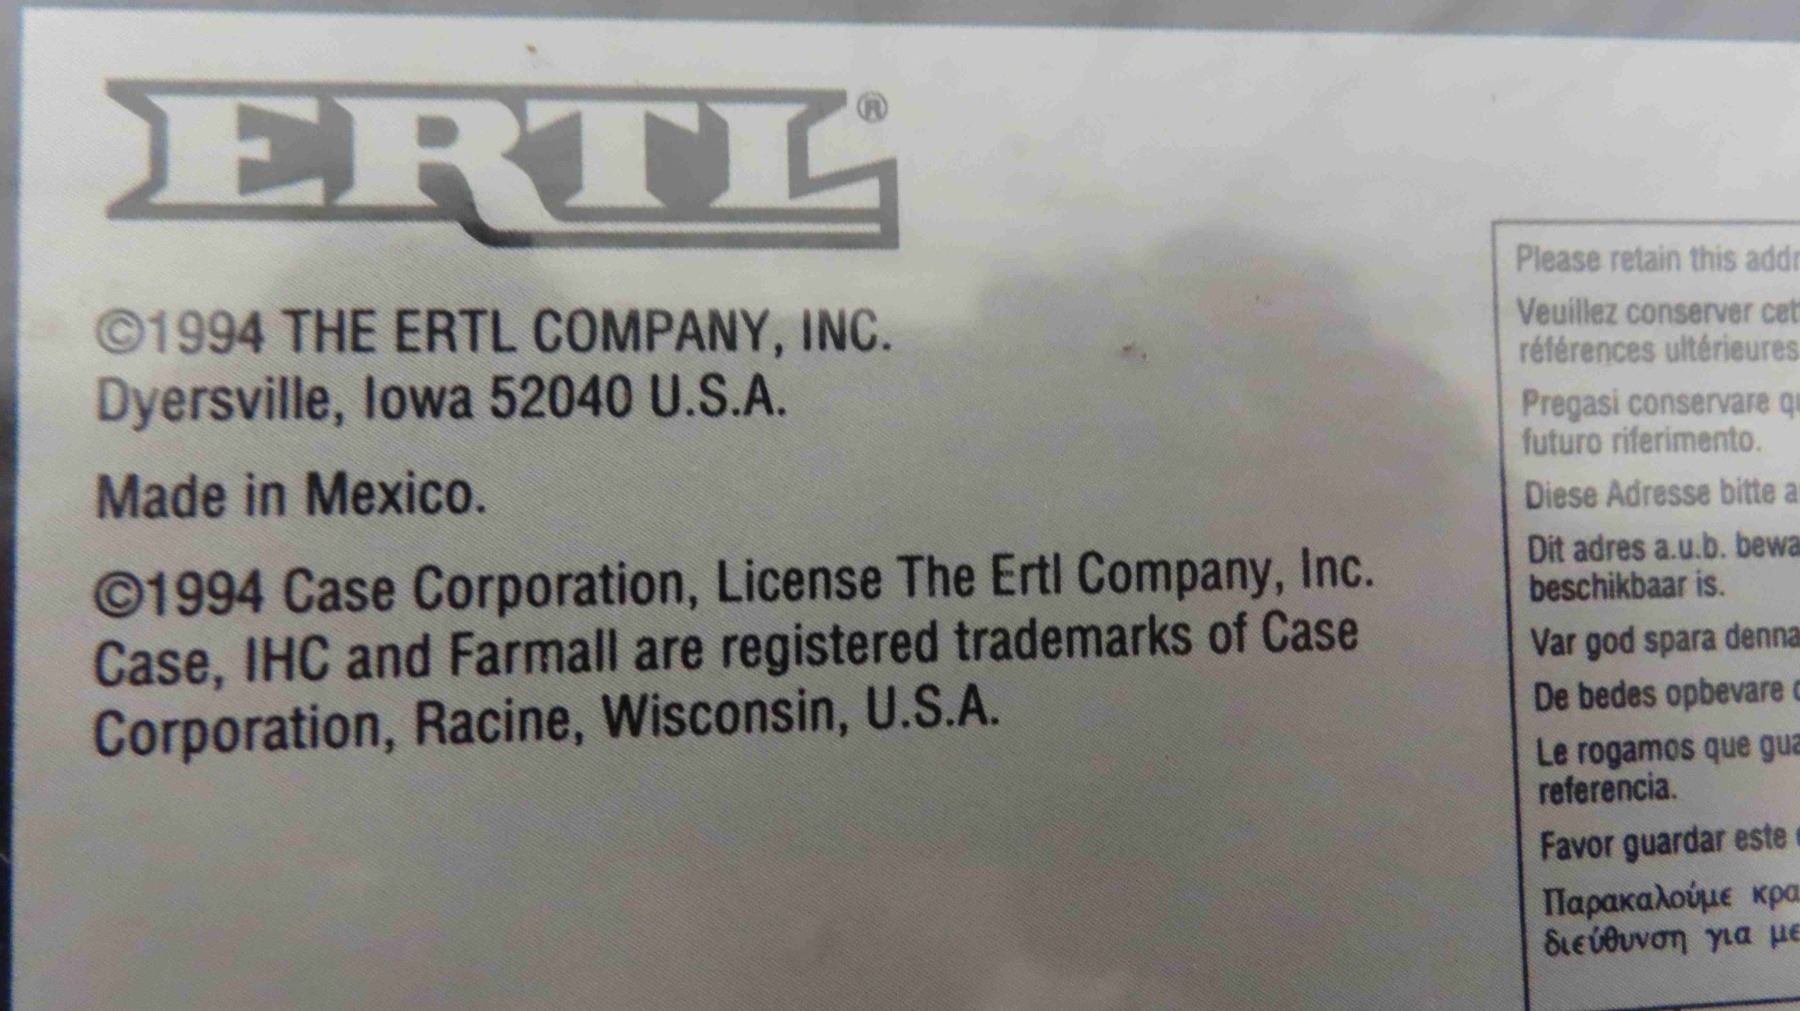 ERTL®
©1994 THE ERTL COMPANY, INC.
Dyersville, Iowa 52040 U.S.A.
Made in Mexico.
©1994 Case Corporation, License The Ertl Company, Inc.
Case, IHC and Farmall are registered trademarks of Case
Corporation, Racine, Wisconsin, U.S.A.
Please retain this
Veuillez conserver
références ultérieures
Pregasi conservare
futuro riferimento.
Diese Adresse bitte
Dit adres a.u.b.
beschikbaar is.
Var god spara denna
De bedes opbevare
Le rogamos que
referencia.
Favor guardar este
Παρακαλούμε
διεύθυνση για